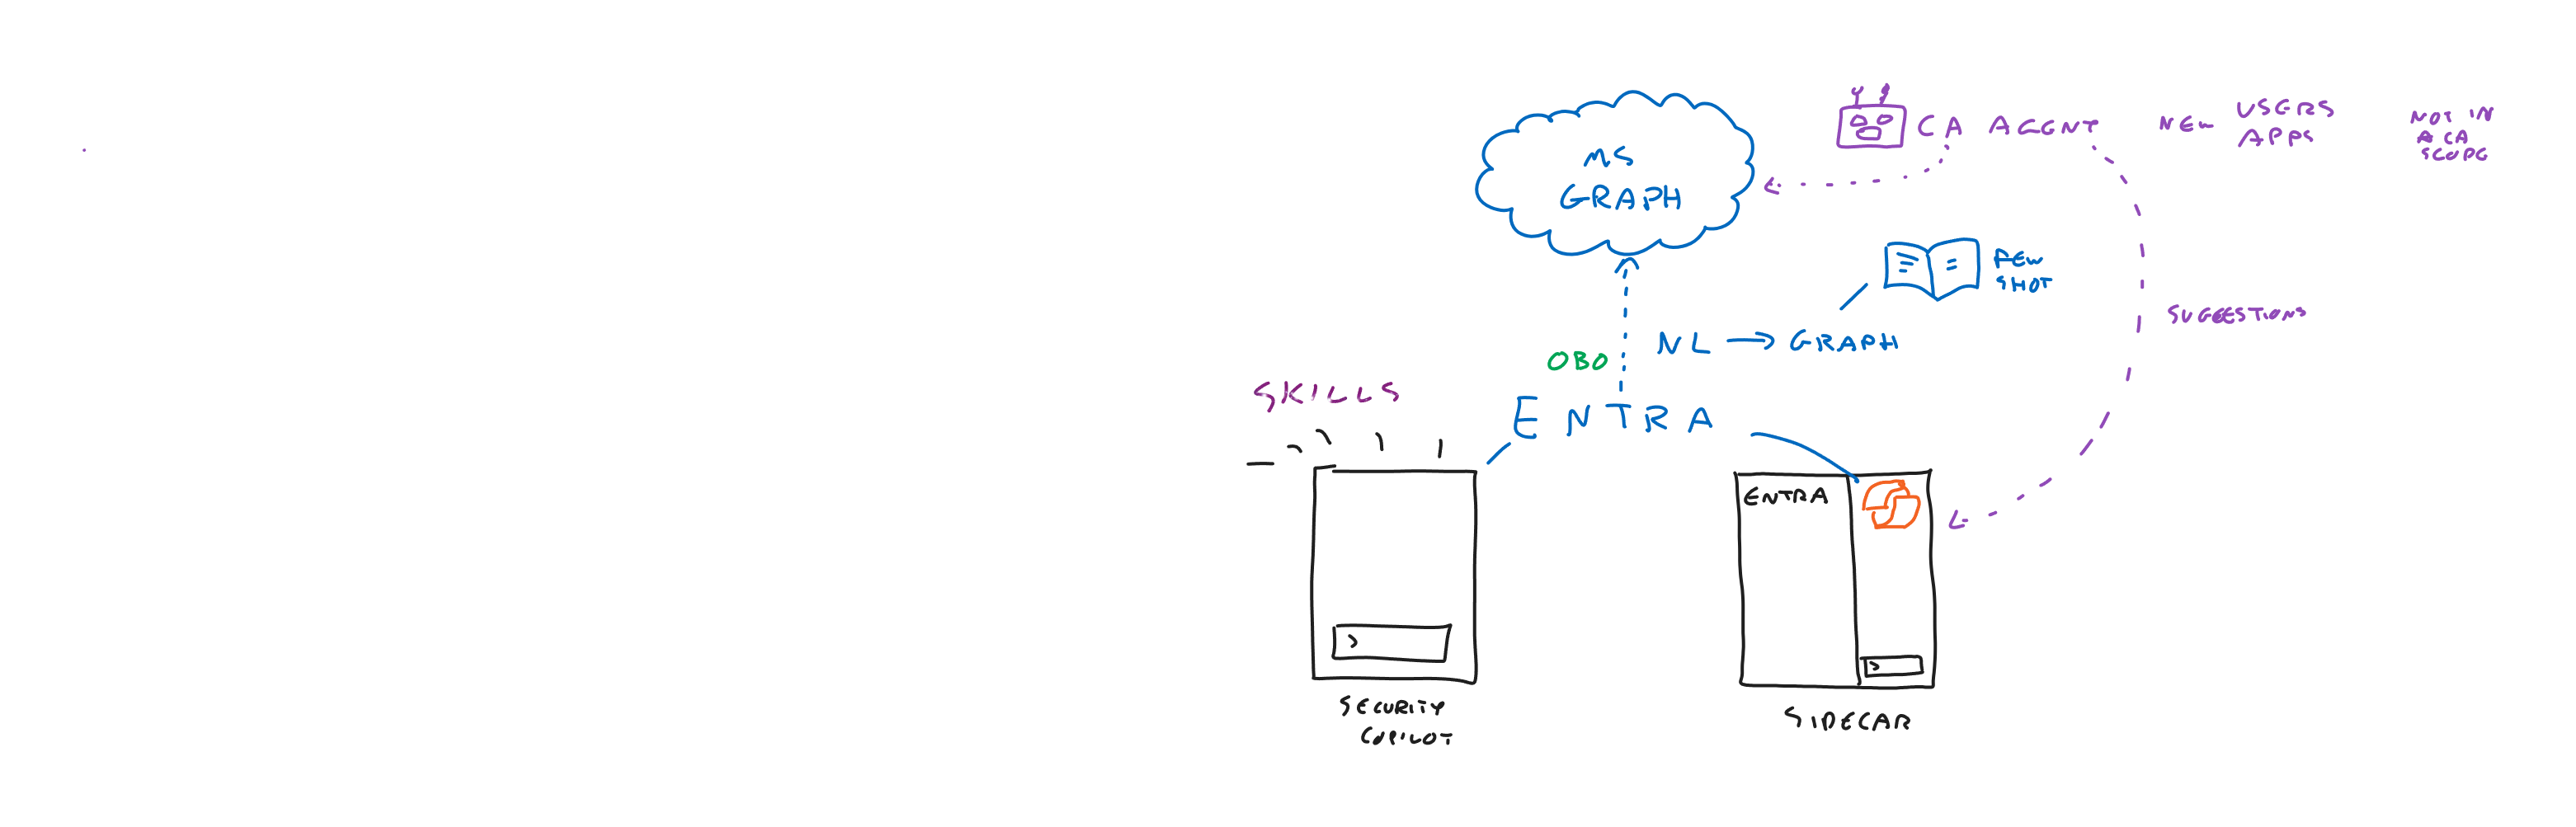 MS
GRAPH
CA AGENT
NEW USERS
APPS
NOT IN
A CA
SCOPE
FEW
SHOT
SUGGESTIONS
NL → GRAPH
OBO
SKILLS
ENTRA
ENTRA
>
>
SECURITY
COPILOT
SIDECAR